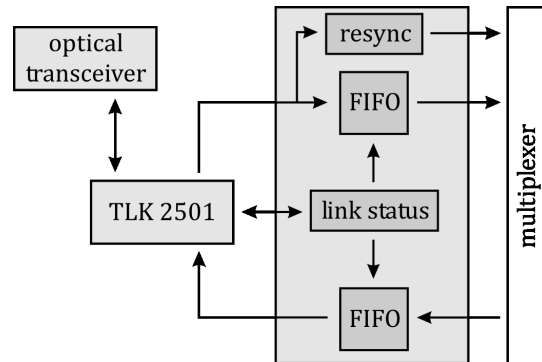 optical
transceiver
resync
FIFO
TLK 2501
link status
FIFO
multiplexer